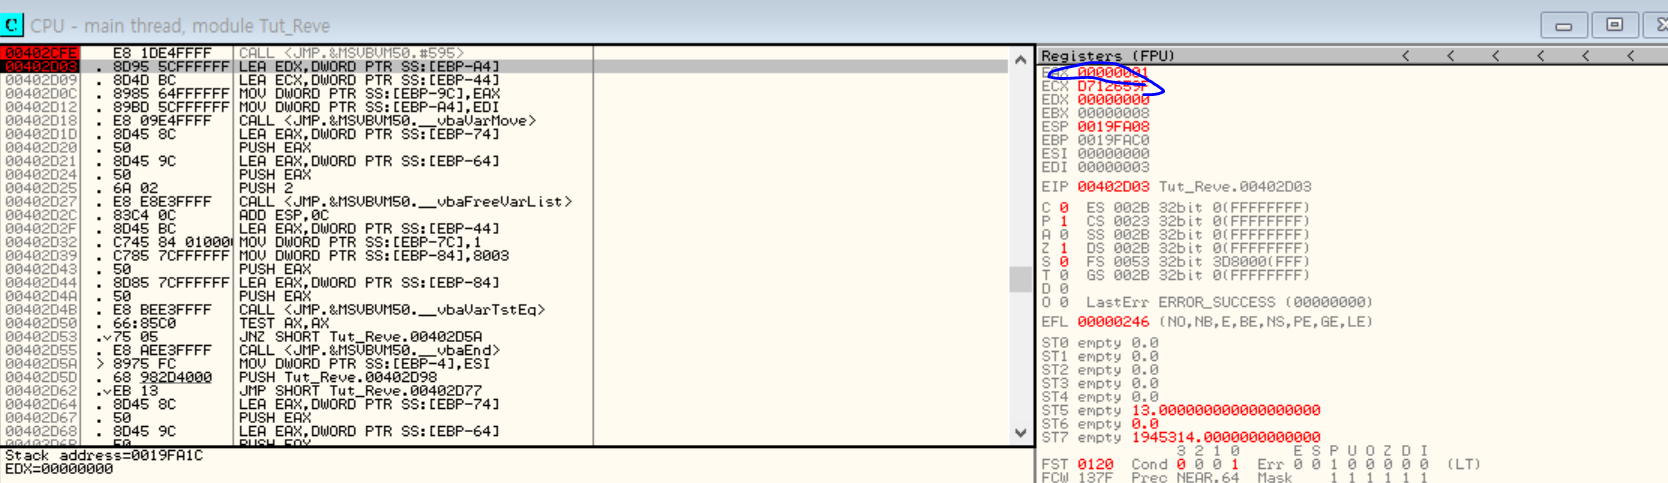 C CPU - main thread, module Tut_Reve
00402CFE E8 1DE4FFFF CALL <JMP.&MSVBVM50.#595>
00402D03 . 8D95 5CFFFFFF LEA EDX,DWORD PTR SS:[EBP-A4]
00402D09 . 8D4D BC LEA ECX,DWORD PTR SS:[EBP-44]
00402D0C . 8985 64FFFFFF MOV DWORD PTR SS:[EBP-9C],EAX
00402D12 . 89BD 5CFFFFFF MOV DWORD PTR SS:[EBP-A4],EDI
00402D18 . E8 09E4FFFF CALL <JMP.&MSVBVM50.__vbaVarMove>
00402D1D . 8D45 8C LEA EAX,DWORD PTR SS:[EBP-74]
00402D20 . 50 PUSH EAX
00402D21 . 8D45 9C LEA EAX,DWORD PTR SS:[EBP-64]
00402D24 . 50 PUSH EAX
00402D25 . 6A 02 PUSH 2
00402D27 . E8 E8E3FFFF CALL <JMP.&MSVBVM50.__vbaFreeVarList>
00402D2C . 83C4 0C ADD ESP,0C
00402D2F . 8D45 BC LEA EAX,DWORD PTR SS:[EBP-44]
00402D32 . C745 84 01000 MOV DWORD PTR SS:[EBP-7C],1
00402D39 . C785 7CFFFFFF MOV DWORD PTR SS:[EBP-84],8003
00402D43 . 50 PUSH EAX
00402D44 . 8D85 7CFFFFFF LEA EAX,DWORD PTR SS:[EBP-84]
00402D4A . 50 PUSH EAX
00402D4B . E8 BEE3FFFF CALL <JMP.&MSVBVM50.__vbaVarTstEq>
00402D50 . 66:85C0 TEST AX,AX
00402D53 .v75 05 JNZ SHORT Tut_Reve.00402D5A
00402D55 . E8 AEE3FFFF CALL <JMP.&MSVBVM50.__vbaEnd>
00402D5A > 8975 FC MOV DWORD PTR SS:[EBP-4],ESI
00402D5D . 68 982D4000 PUSH Tut_Reve.00402D98
00402D62 .vEB 13 JMP SHORT Tut_Reve.00402D77
00402D64 . 8D45 8C LEA EAX,DWORD PTR SS:[EBP-74]
00402D67 . 50 PUSH EAX
00402D68 . 8D45 9C LEA EAX,DWORD PTR SS:[EBP-64]
00402D6B . 50 PUSH EAX
Stack address=0019FA1C
EDX=00000000
Registers (FPU) < < < < < <
EAX 00000001
ECX D712659F
EDX 00000000
EBX 00000008
ESP 0019FA08
EBP 0019FAC0
ESI 00000000
EDI 00000003
EIP 00402D03 Tut_Reve.00402D03
C 0 ES 002B 32bit 0(FFFFFFFF)
P 1 CS 0023 32bit 0(FFFFFFFF)
A 0 SS 002B 32bit 0(FFFFFFFF)
Z 1 DS 002B 32bit 0(FFFFFFFF)
S 0 FS 0053 32bit 3D8000(FFF)
T 0 GS 002B 32bit 0(FFFFFFFF)
D 0
O 0 LastErr ERROR_SUCCESS (00000000)
EFL 00000246 (NO,NB,E,BE,NS,PE,GE,LE)
ST0 empty 0.0
ST1 empty 0.0
ST2 empty 0.0
ST3 empty 0.0
ST4 empty 0.0
ST5 empty 13.000000000000000000
ST6 empty 0.0
ST7 empty 1945314.0000000000000
3 2 1 0 E S P U O Z D I
FST 0120 Cond 0 0 0 1 Err 0 0 1 0 0 0 0 0 (LT)
FCW 137F Prec NEAR,64 Mask 1 1 1 1 1 1